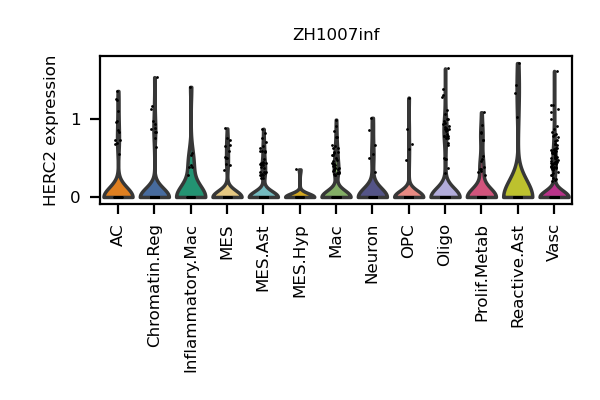 ZH1007inf
HERC2 expression
1
0
AC
Chromatin.Reg
Inflammatory.Mac
MES
MES.Ast
MES.Hyp
Mac
Neuron
OPC
Oligo
Prolif.Metab
Reactive.Ast
Vasc